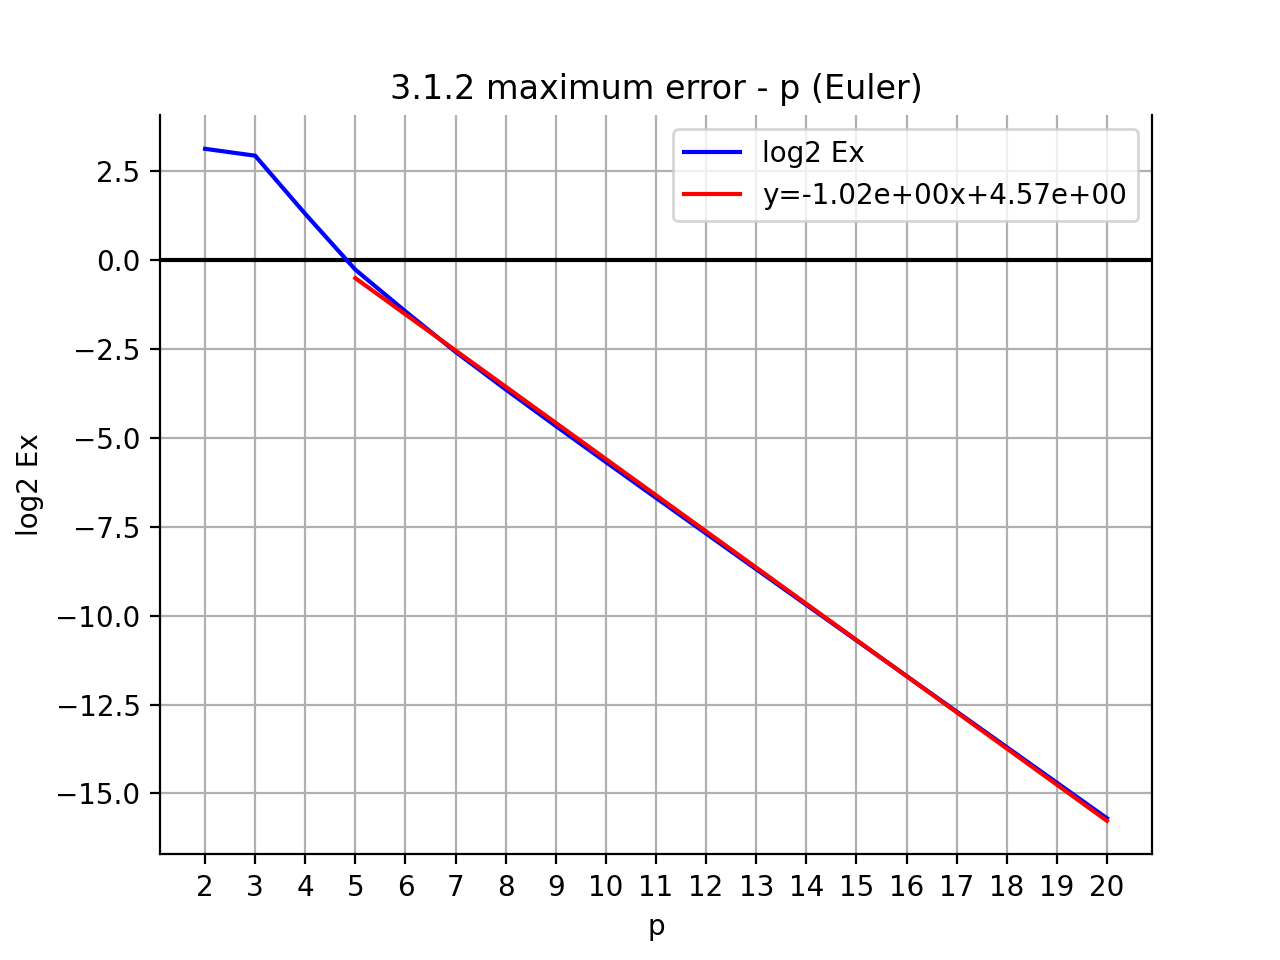 3.1.2 maximum error - p (Euler)
log2 Ex
y=-1.02e+00x+4.57e+00
2.5
0.0
−2.5
−5.0
−7.5
−10.0
−12.5
−15.0
log2 Ex
2 3 4 5 6 7 8 9 10 11 12 13 14 15 16 17 18 19 20
p